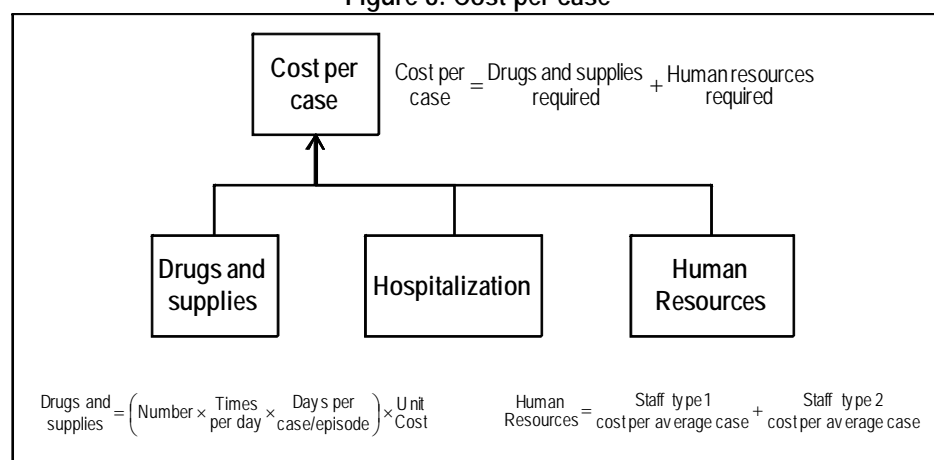 Figure 3: Cost per case
Cost per
case
Cost per
case
=
Drugs and supplies
required
+
Human resources
required
Drugs and
supplies
Hospitalization
Human
Resources
Drugs and
supplies
= (Number × Times
per day
× Days per
case/episode
) × Unit
Cost
Human
Resources
=
Staff type 1
cost per average case
+
Staff type 2
cost per average case